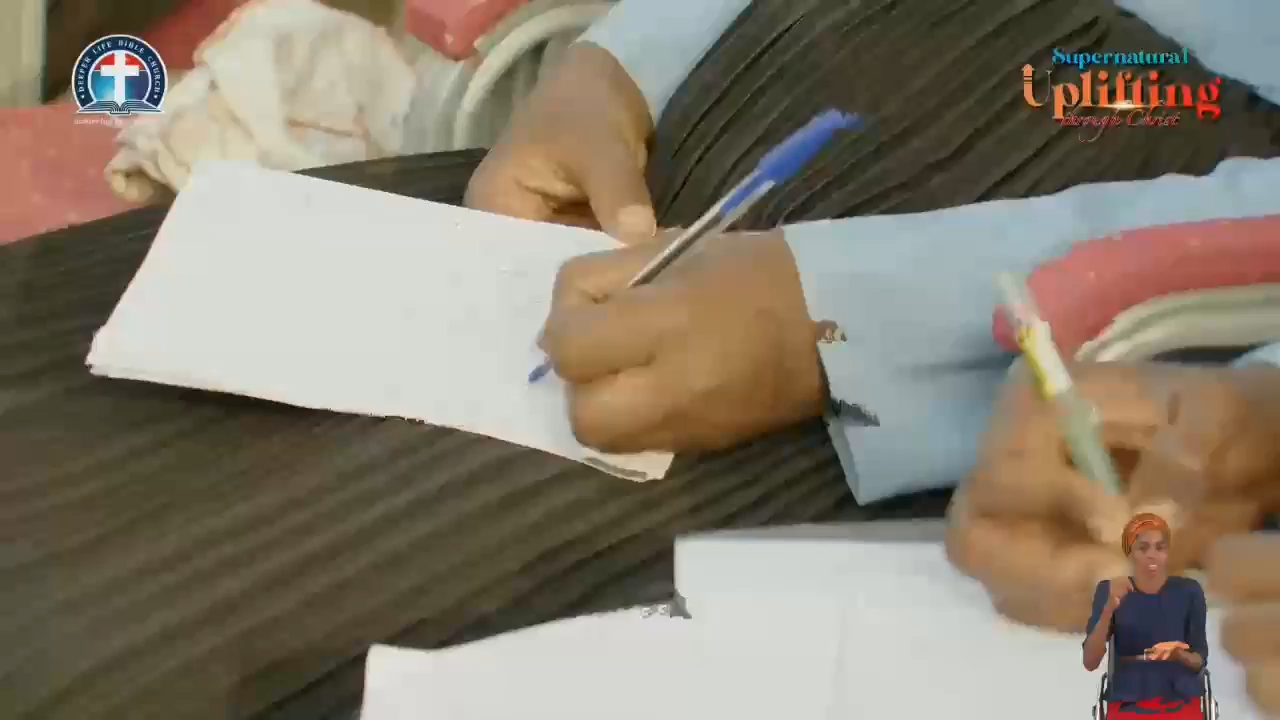 DEEPER LIFE BIBLE CHURCH
Supernatural
Uplifting
through Christ